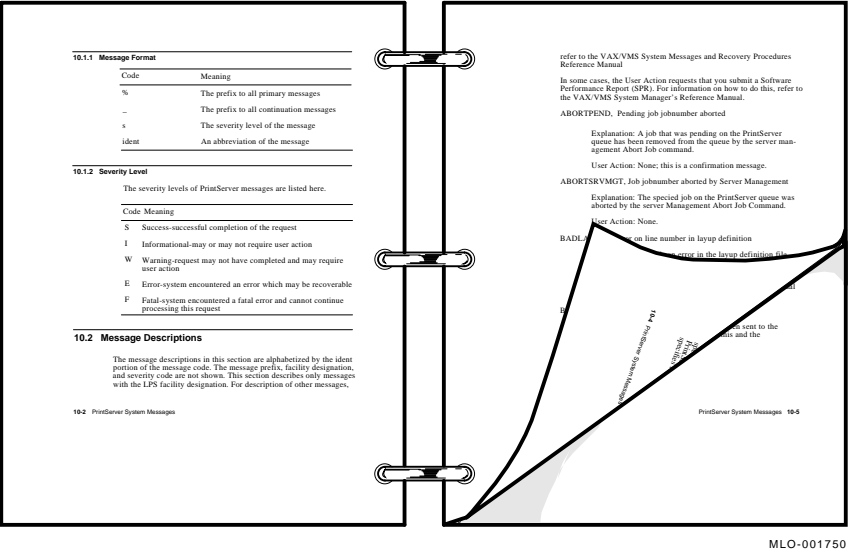 10.1.1 Message Format
Code Meaning
% The prefix to all primary messages
_ The prefix to all continuation messages
s The severity level of the message
ident An abbreviation of the message
10.1.2 Severity Level
The severity levels of PrintServer messages are listed here.
Code Meaning
S Success-successful completion of the request
I Informational-may or may not require user action
W Warning-request may not have completed and may require
user action
E Error-system encountered an error which may be recoverable
F Fatal-system encountered a fatal error and cannot continue
processing this request
10.2 Message Descriptions
The message descriptions in this section are alphabetized by the ident
portion of the message code. The message prefix, facility designation,
and severity code are not shown. This section describes only messages
with the LPS facility designation. For description of other messages,
10-2 PrintServer System Messages
refer to the VAX/VMS System Messages and Recovery Procedures
Reference Manual
In some cases, the User Action requests that you submit a Software
Performance Report (SPR). For information on how to do this, refer to
the VAX/VMS System Manager's Reference Manual.
ABORTPEND, Pending job jobnumber aborted
Explanation: A job that was pending on the PrintServer
queue has been removed from the queue by the server man-
agement Abort Job command.
User Action: None; this is a confirmation message.
ABORTSRVMGT, Job jobnumber aborted by Server Management
Explanation: The specied job on the PrintServer queue was
aborted by the server Management Abort Job Command.
User Action: None.
BADLA on line number in layup definition
error in the layup definition file
sent to the
and the
10-4 PrintServer System Messages
PrintServer System Messages 10-5
MLO-001750